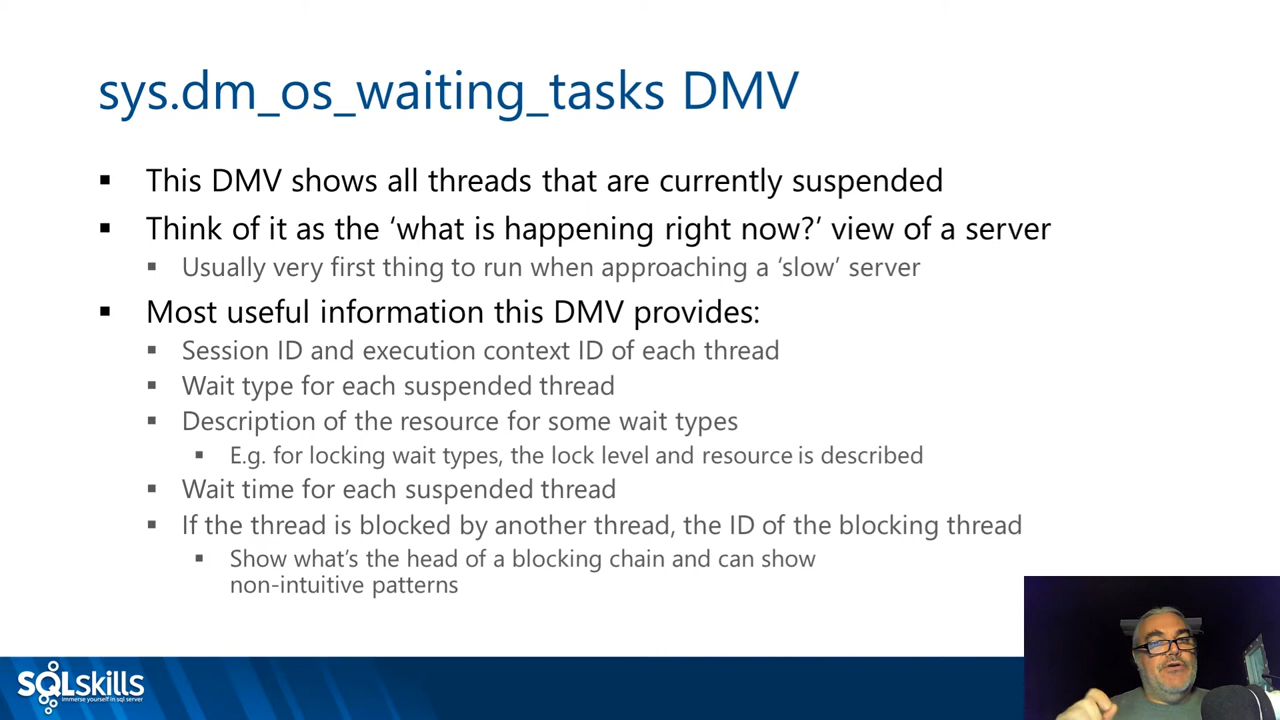 sys.dm_os_waiting_tasks DMV
▪ This DMV shows all threads that are currently suspended
▪ Think of it as the ‘what is happening right now?’ view of a server
▪ Usually very first thing to run when approaching a ‘slow’ server
▪ Most useful information this DMV provides:
▪ Session ID and execution context ID of each thread
▪ Wait type for each suspended thread
▪ Description of the resource for some wait types
▪ E.g. for locking wait types, the lock level and resource is described
▪ Wait time for each suspended thread
▪ If the thread is blocked by another thread, the ID of the blocking thread
▪ Show what’s the head of a blocking chain and can show
non-intuitive patterns
SQLskills
immerse yourself in sql server